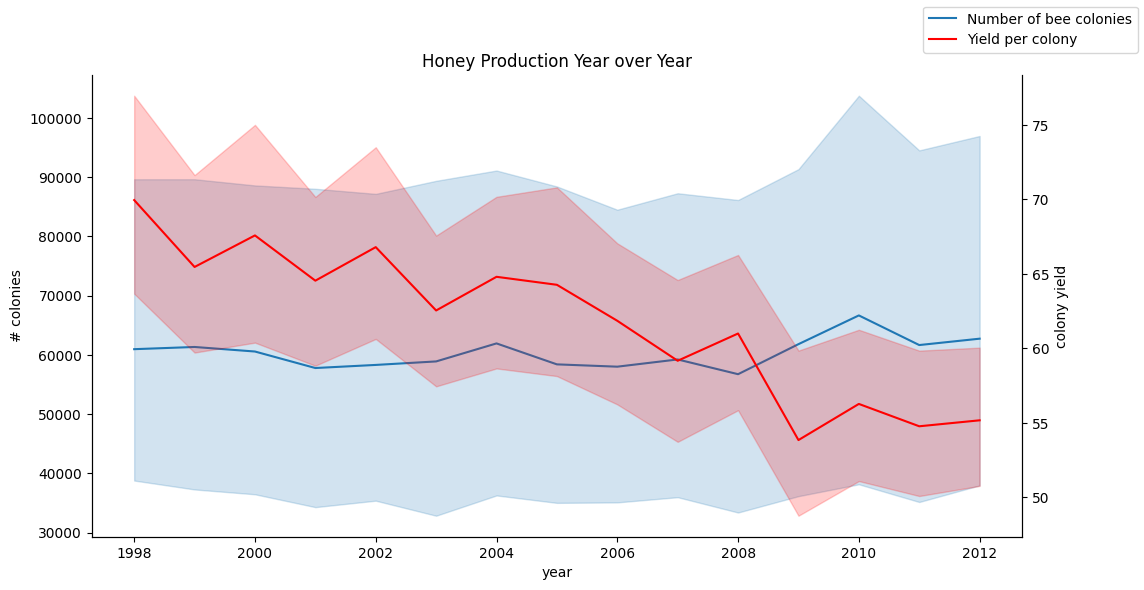 Number of bee colonies
Yield per colony
Honey Production Year over Year
# colonies
100000
90000
80000
70000
60000
50000
40000
30000
75
70
65
60
55
50
colony yield
1998 2000 2002 2004 2006 2008 2010 2012
year